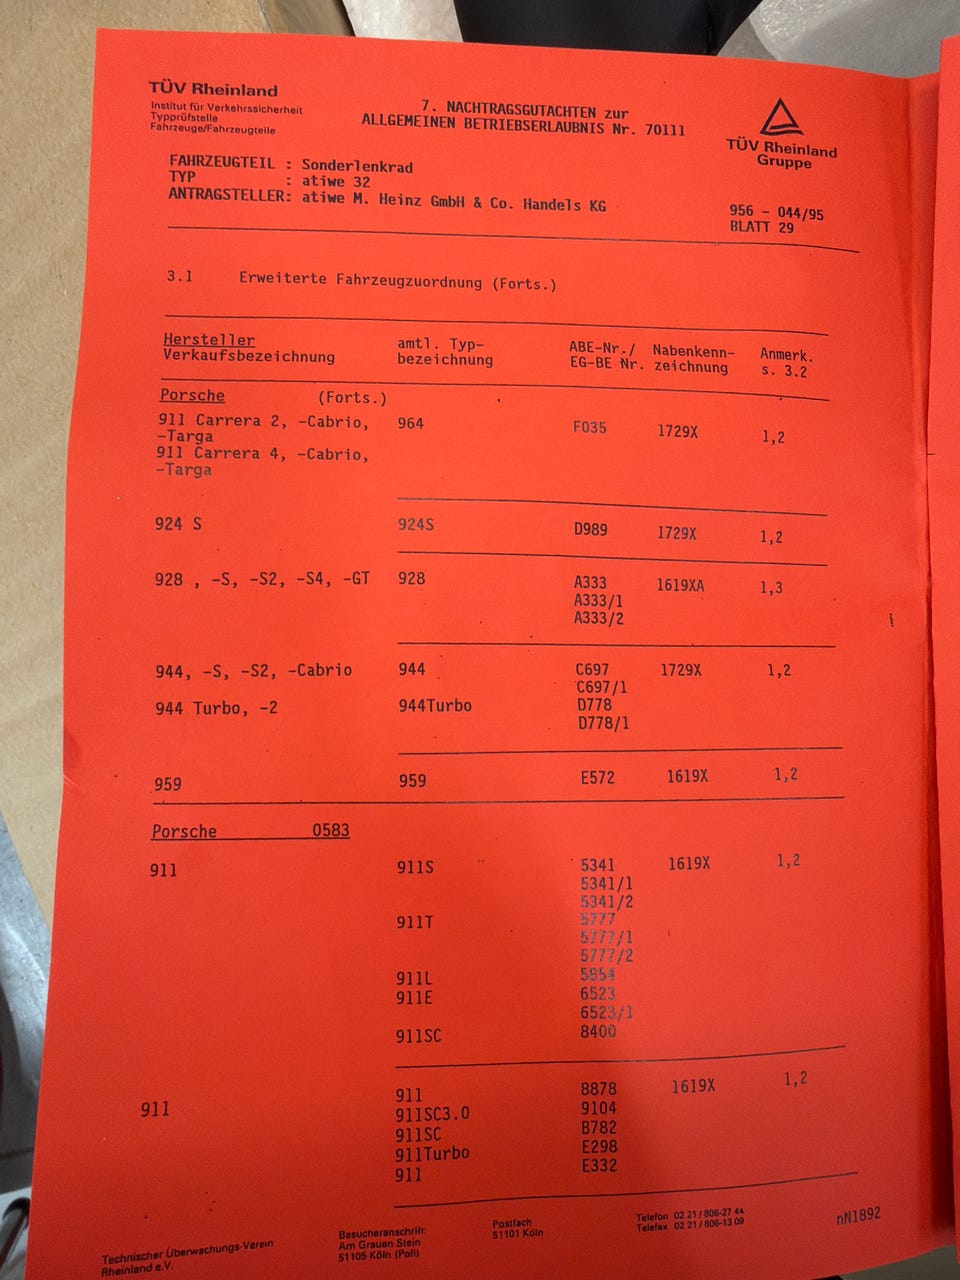 TÜV Rheinland
Institut für Verkehrssicherheit
Typprüfstelle
Fahrzeuge/Fahrzeugteile
7. NACHTRAGSGUTACHTEN zur
ALLGEMEINEN BETRIEBSERLAUBNIS Nr. 70111
TÜV Rheinland
Gruppe
FAHRZEUGTEIL : Sonderlenkrad
TYP : atiwe 32
ANTRAGSTELLER: atiwe M. Heinz GmbH & Co. Handels KG
956 - 044/95
BLATT 29
3.1 Erweiterte Fahrzeugzuordnung (Forts.)
Hersteller amtl. Typ- ABE-Nr./ Nabenkenn- Anmerk.
Verkaufsbezeichnung bezeichnung EG-BE Nr. zeichnung s. 3.2
Porsche (Forts.)
911 Carrera 2, -Cabrio, 964 F035 1729X 1,2
-Targa
911 Carrera 4, -Cabrio,
-Targa
924 S 924S D989 1729X 1,2
928 , -S, -S2, -S4, -GT 928 A333 1619XA 1,3
A333/1
A333/2
944, -S, -S2, -Cabrio 944 C697 1729X 1,2
C697/1
944 Turbo, -2 944Turbo D778
D778/1
959 959 E572 1619X 1,2
Porsche 0583
911 911S 5341 1619X 1,2
5341/1
5341/2
911T 5777
5777/1
5777/2
911L 5854
911E 6523
6523/1
911SC 8400
911 911 8878 1619X 1,2
911SC3.0 9104
911SC B782
911Turbo E298
911 E332
Technischer Überwachungs-Verein
Rheinland e.V.
Besucheranschrift:
Am Grauen Stein
51105 Köln (Poll)
Postfach
51101 Köln
Telefon 02 21 / 806-27 44
Telefax 02 21 / 806-13 09
nN1892